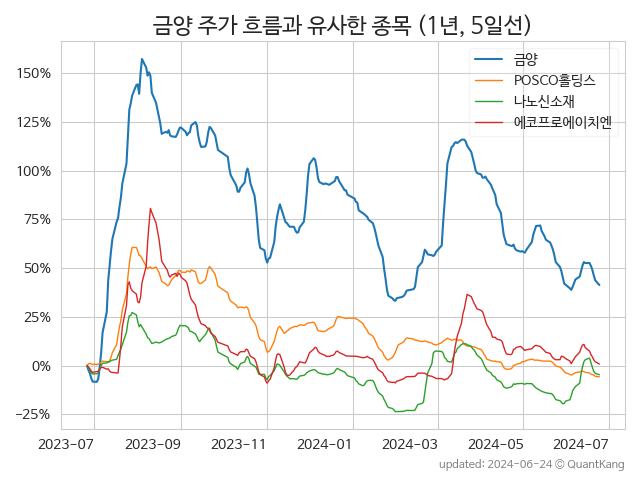 금양 주가 흐름과 유사한 종목 (1년, 5일선)
금양
POSCO홀딩스
나노신소재
에코프로에이치엔
150%
125%
100%
75%
50%
25%
0%
−25%
2023-07 2023-09 2023-11 2024-01 2024-03 2024-05 2024-07
updated: 2024-06-24 © QuantKang